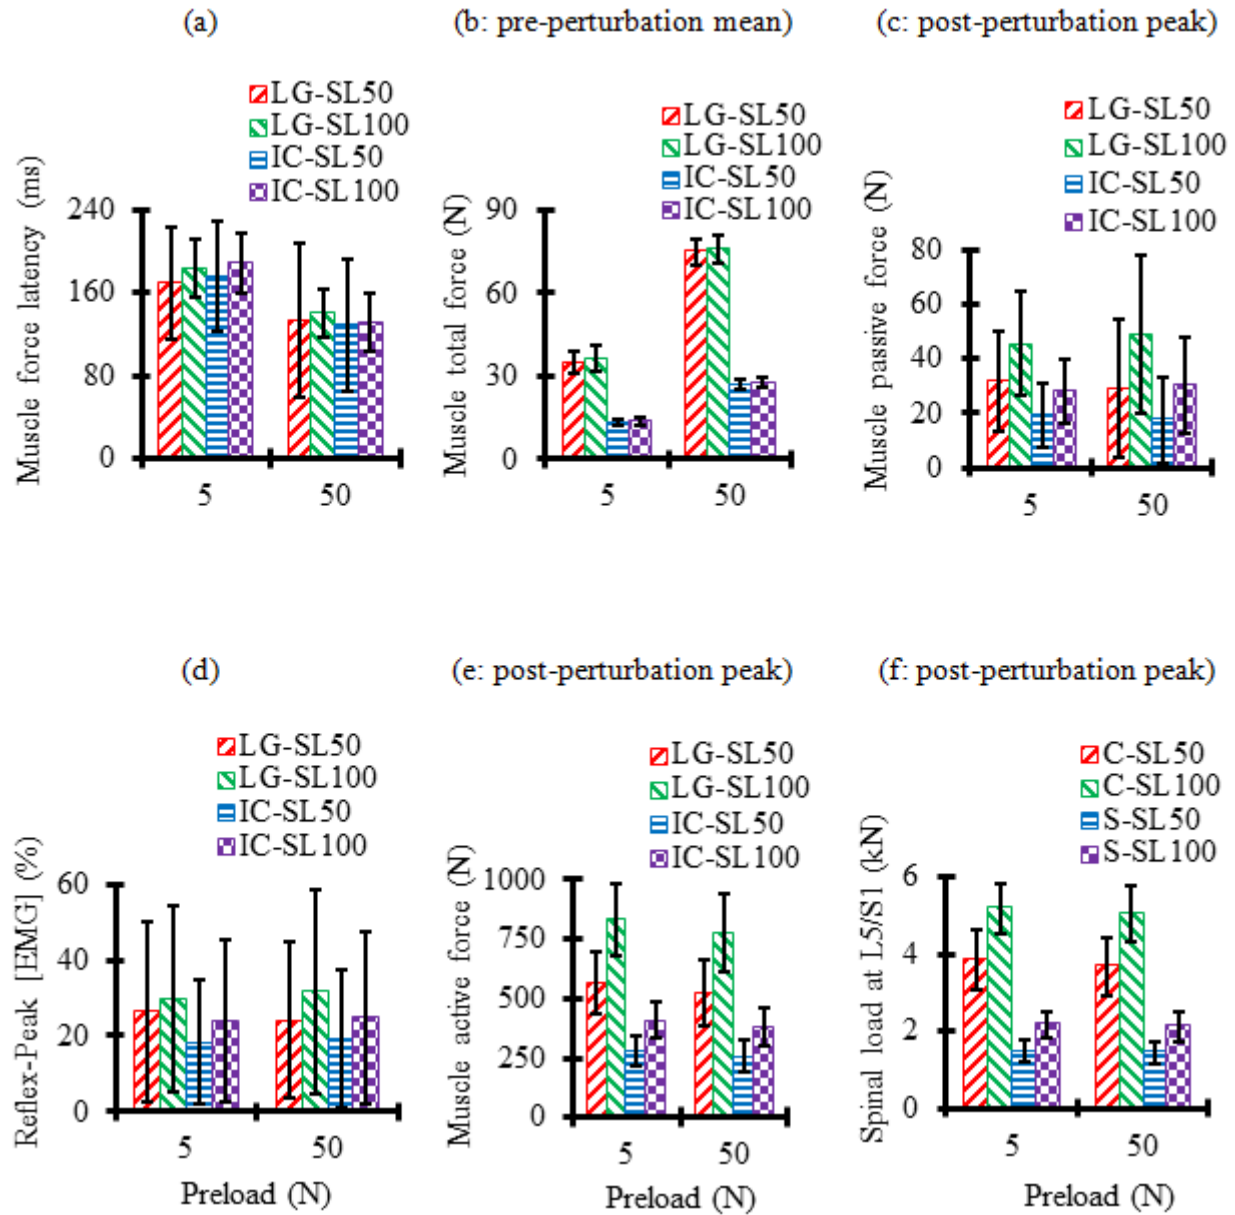 (a)
Muscle force latency (ms)
LG-SL50
LG-SL100
IC-SL50
IC-SL100
240
160
80
0
5
50
(b: pre-perturbation mean)
Muscle total force (N)
LG-SL50
LG-SL100
IC-SL50
IC-SL100
90
60
30
0
5
50
(c: post-perturbation peak)
Muscle passive force (N)
LG-SL50
LG-SL100
IC-SL50
IC-SL100
80
60
40
20
0
5
50
(d)
Reflex-Peak [EMG] (%)
LG-SL50
LG-SL100
IC-SL50
IC-SL100
60
40
20
0
5
50
Preload (N)
(e: post-perturbation peak)
Muscle active force (N)
LG-SL50
LG-SL100
IC-SL50
IC-SL100
1000
750
500
250
0
5
50
Preload (N)
(f: post-perturbation peak)
Spinal load at L5/S1 (kN)
C-SL50
C-SL100
S-SL50
S-SL100
6
4
2
0
5
50
Preload (N)